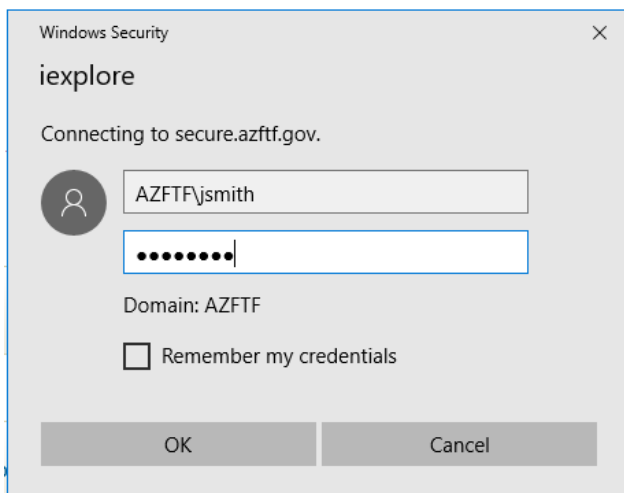 Windows Security
iexplore
Connecting to secure.azftf.gov.
AZFTF\jsmith
●●●●●●●●
Domain: AZFTF
Remember my credentials
OK
Cancel